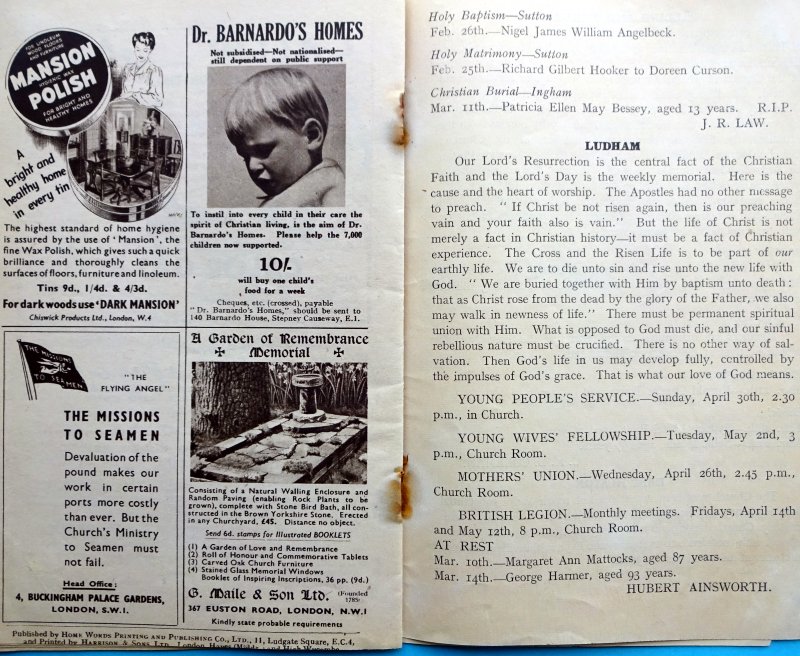 FOR LINOLEUM
WOOD FLOORS
AND FURNITURE
MANSION
HYGIENIC WAX
POLISH
FOR BRIGHT AND
HEALTHY HOMES
A
bright and
healthy home
in every tin
The highest standard of home hygiene
is assured by the use of 'Mansion', the
fine Wax Polish, which gives such a quick
brilliance and thoroughly cleans the
surfaces of floors, furniture and linoleum.
Tins 9d., 1/4d. & 4/3d.
For dark woods use 'DARK MANSION'
Chiswick Products Ltd., London, W.4
THE MISSIONS
TO SEAMEN
"THE
FLYING ANGEL"
THE MISSIONS
TO SEAMEN
Devaluation of the
pound makes our
work in certain
ports more costly
than ever. But the
Church's Ministry
to Seamen must
not fail.
Head Office:
4, BUCKINGHAM PALACE GARDENS,
LONDON, S.W.1.
Dr. BARNARDO'S HOMES
Not subsidised—Not nationalised—
still dependent on public support
To instil into every child in their care the
spirit of Christian living, is the aim of Dr.
Barnardo's Homes. Please help the 7,000
children now supported.
10/-
will buy one child's
food for a week
Cheques, etc. (crossed), payable
"Dr. Barnardo's Homes," should be sent to
140 Barnardo House, Stepney Causeway, E.1.
A Garden of Remembrance
Memorial
Consisting of a Natural Walling Enclosure and
Random Paving (enabling Rock Plants to be
grown), complete with Stone Bird Bath, all con-
structed in the Brown Yorkshire Stone. Erected
in any Churchyard, £45. Distance no object.
Send 6d. stamps for Illustrated BOOKLETS
(1) A Garden of Love and Remembrance
(2) Roll of Honour and Commemorative Tablets
(3) Carved Oak Church Furniture
(4) Stained Glass Memorial Windows
Booklet of Inspiring Inscriptions, 36 pp. (9d.)
G. Maile & Son Ltd. (Founded
1785)
367 EUSTON ROAD, LONDON, N.W.1
Kindly state probable requirements
Published by HOME WORDS PRINTING AND PUBLISHING CO., LTD., 11, Ludgate Square, E.C.4,
and Printed by HARRISON & SONS LTD. London
Holy Baptism—Sutton
Feb. 26th.—Nigel James William Angelbeck.
Holy Matrimony—Sutton
Feb. 25th.—Richard Gilbert Hooker to Doreen Curson.
Christian Burial—Ingham
Mar. 11th.—Patricia Ellen May Bessey, aged 13 years. R.I.P.
J. R. LAW.
LUDHAM
Our Lord's Resurrection is the central fact of the Christian
Faith and the Lord's Day is the weekly memorial. Here is the
cause and the heart of worship. The Apostles had no other message
to preach. "If Christ be not risen again, then is our preaching
vain and your faith also is vain." But the life of Christ is not
merely a fact in Christian history—it must be a fact of Christian
experience. The Cross and the Risen Life is to be part of our
earthly life. We are to die unto sin and rise unto the new life with
God. "We are buried together with Him by baptism unto death:
that as Christ rose from the dead by the glory of the Father, we also
may walk in newness of life." There must be permanent spiritual
union with Him. What is opposed to God must die, and our sinful
rebellious nature must be crucified. There is no other way of sal-
vation. Then God's life in us may develop fully, centrolled by
the impulses of God's grace. That is what our love of God means.
YOUNG PEOPLE'S SERVICE.—Sunday, April 30th, 2.30
p.m., in Church.
YOUNG WIVES' FELLOWSHIP.—Tuesday, May 2nd, 3
p.m., Church Room.
MOTHERS' UNION.—Wednesday, April 26th, 2.45 p.m.,
Church Room.
BRITISH LEGION.—Monthly meetings. Fridays, April 14th
and May 12th, 8 p.m., Church Room.
AT REST
Mar. 10th.—Margaret Ann Mattocks, aged 87 years.
Mar. 14th.—George Harmer, aged 93 years.
HUBERT AINSWORTH.